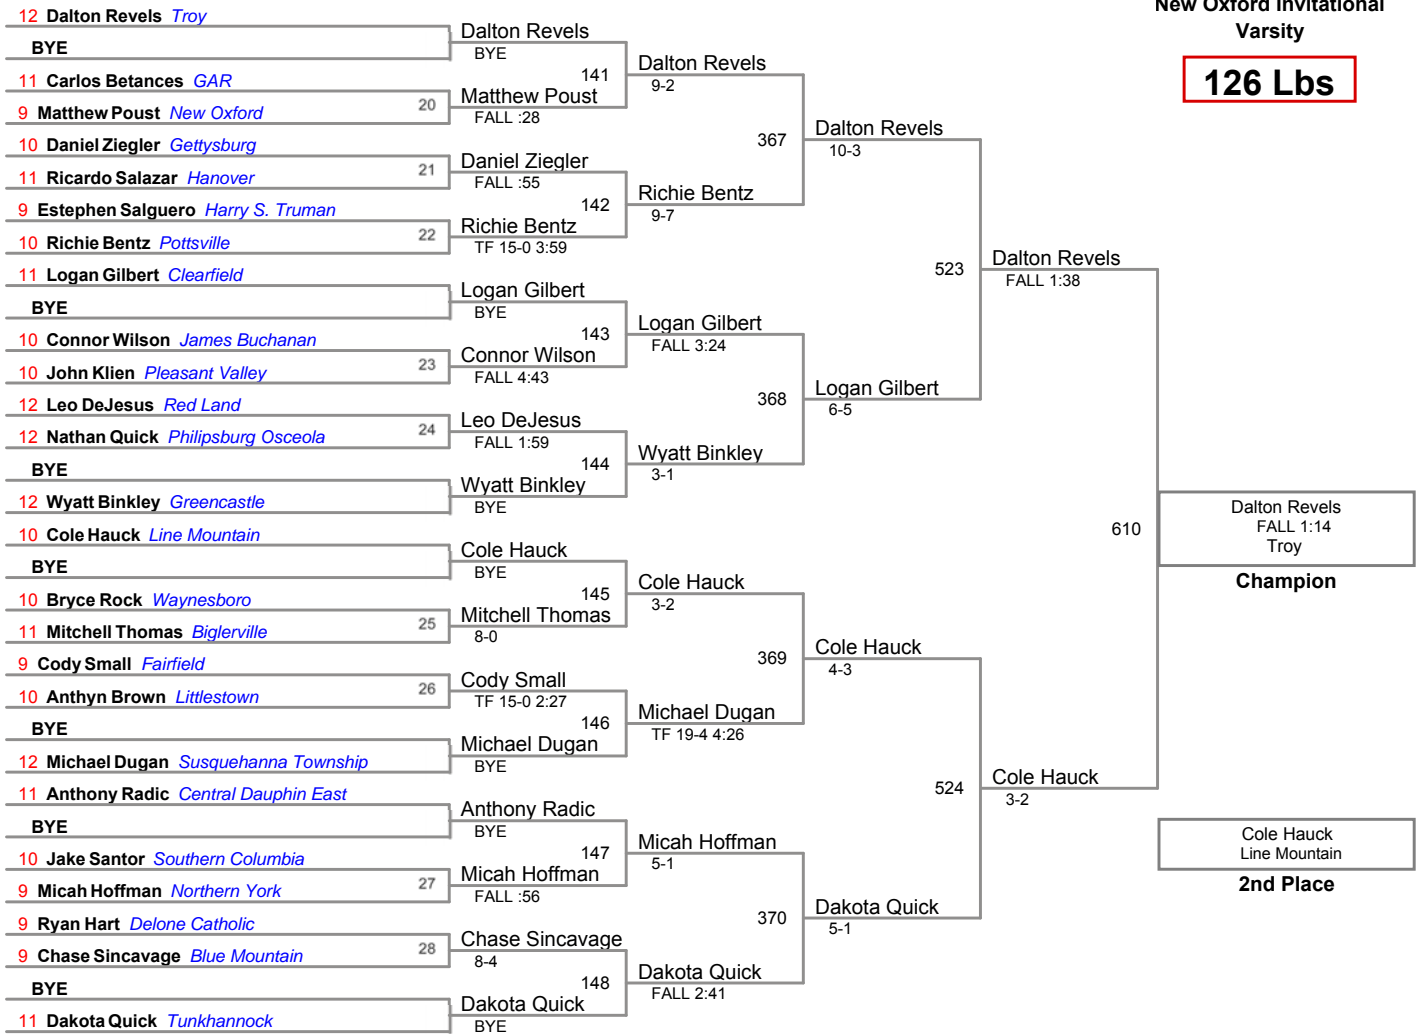 New Oxford Invitational
Varsity
126 Lbs
12 Dalton Revels Troy
BYE
11 Carlos Betances GAR
9 Matthew Poust New Oxford
10 Daniel Ziegler Gettysburg
11 Ricardo Salazar Hanover
9 Estephen Salguero Harry S. Truman
10 Richie Bentz Pottsville
11 Logan Gilbert Clearfield
BYE
10 Connor Wilson James Buchanan
10 John Klien Pleasant Valley
12 Leo DeJesus Red Land
12 Nathan Quick Philipsburg Osceola
BYE
12 Wyatt Binkley Greencastle
10 Cole Hauck Line Mountain
BYE
10 Bryce Rock Waynesboro
11 Mitchell Thomas Biglerville
9 Cody Small Fairfield
10 Anthyn Brown Littlestown
BYE
12 Michael Dugan Susquehanna Township
11 Anthony Radic Central Dauphin East
BYE
10 Jake Santor Southern Columbia
9 Micah Hoffman Northern York
9 Ryan Hart Delone Catholic
9 Chase Sincavage Blue Mountain
BYE
11 Dakota Quick Tunkhannock
20
21
22
23
24
25
26
27
28
Dalton Revels
BYE
141
Matthew Poust
FALL :28
Daniel Ziegler
FALL :55
142
Richie Bentz
TF 15-0 3:59
Logan Gilbert
BYE
143
Connor Wilson
FALL 4:43
Leo DeJesus
FALL 1:59
144
Wyatt Binkley
BYE
Cole Hauck
BYE
145
Mitchell Thomas
8-0
Cody Small
TF 15-0 2:27
146
Michael Dugan
BYE
Anthony Radic
BYE
147
Micah Hoffman
FALL :56
Chase Sincavage
8-4
148
Dakota Quick
BYE
Dalton Revels
9-2
367
Richie Bentz
9-7
Logan Gilbert
FALL 3:24
368
Wyatt Binkley
3-1
Cole Hauck
3-2
369
Michael Dugan
TF 19-4 4:26
Micah Hoffman
5-1
370
Dakota Quick
FALL 2:41
Dalton Revels
10-3
523
Logan Gilbert
6-5
Cole Hauck
4-3
524
Dakota Quick
5-1
Dalton Revels
FALL 1:38
610
Cole Hauck
3-2
Dalton Revels
FALL 1:14
Troy
Champion
Cole Hauck
Line Mountain
2nd Place